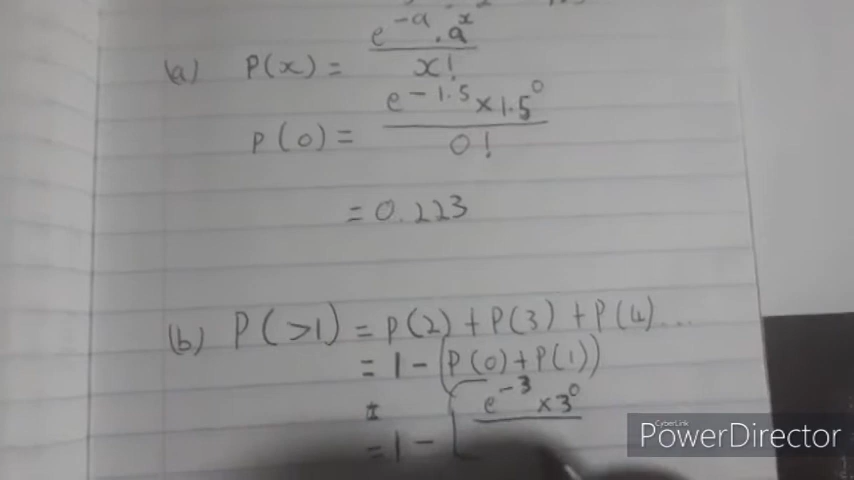 e^-a . a^x
(a) P(x) = ———
x!
e^-1.5 × 1.5^0
P(0) = ———
0!
= 0.223
(b) P(>1) = P(2) + P(3) + P(4)...
= 1 - (P(0) + P(1))
e^-3 × 3^0
= 1 - [ ———
CyberLink
PowerDirector